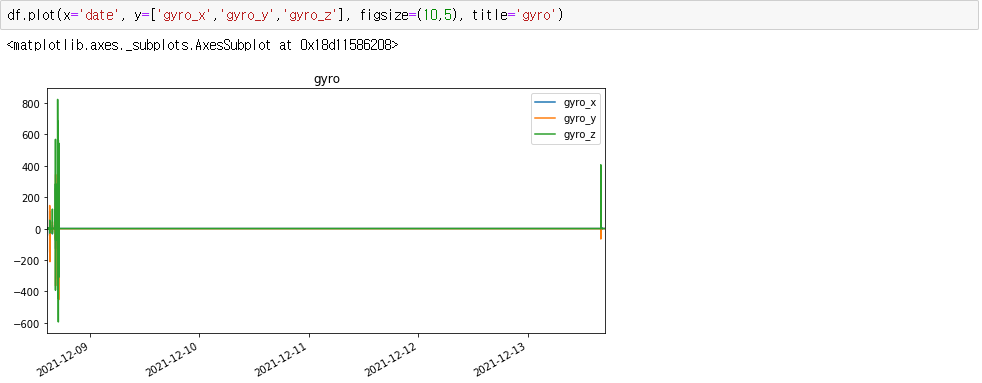 df.plot(x='date', y=['gyro_x','gyro_y','gyro_z'], figsize=(10,5), title='gyro')
<matplotlib.axes._subplots.AxesSubplot at 0x18d11586208>
gyro
gyro_x
gyro_y
gyro_z
800
600
400
200
0
−200
−400
−600
2021-12-09
2021-12-10
2021-12-11
2021-12-12
2021-12-13